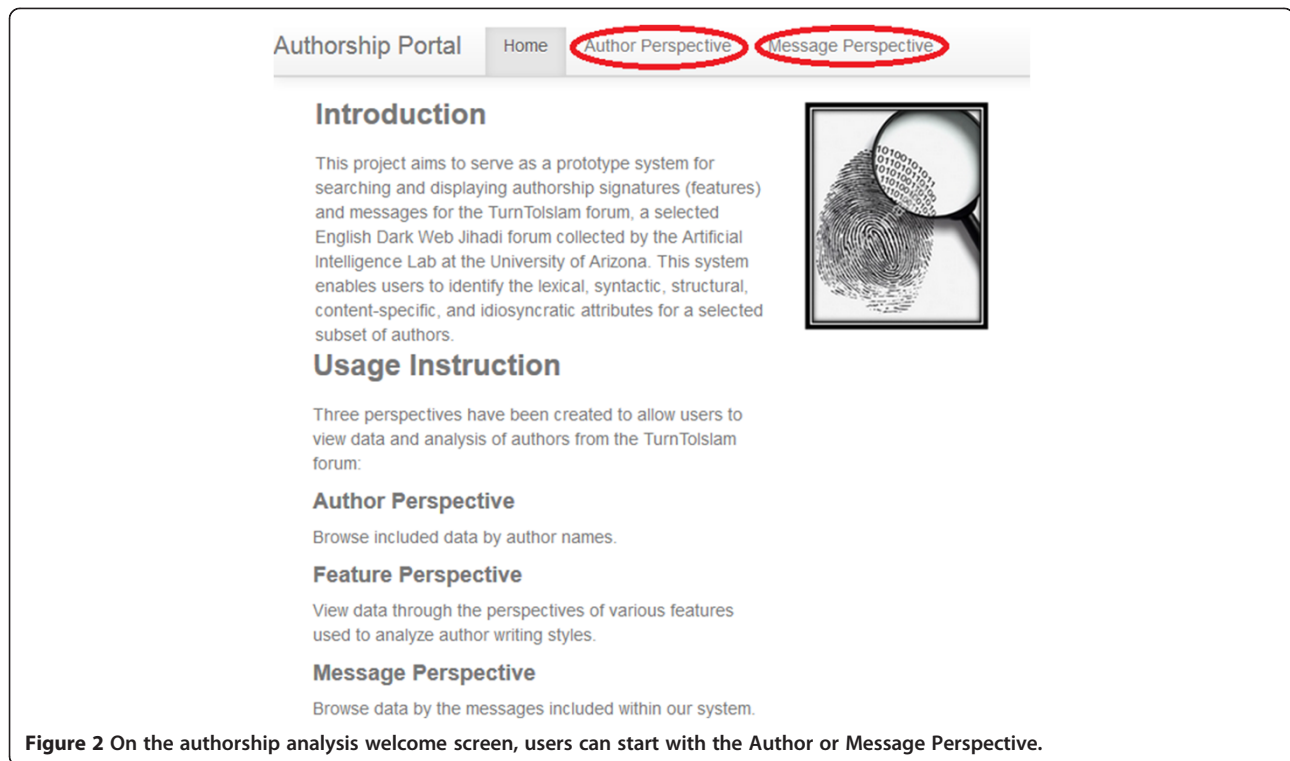 Authorship Portal Home Author Perspective Message Perspective
Introduction
This project aims to serve as a prototype system for
searching and displaying authorship signatures (features)
and messages for the TurnToIslam forum, a selected
English Dark Web Jihadi forum collected by the Artificial
Intelligence Lab at the University of Arizona. This system
enables users to identify the lexical, syntactic, structural,
content-specific, and idiosyncratic attributes for a selected
subset of authors.
10100101011
Usage Instruction
Three perspectives have been created to allow users to
view data and analysis of authors from the TurnToIslam
forum:
Author Perspective
Browse included data by author names.
Feature Perspective
View data through the perspectives of various features
used to analyze author writing styles.
Message Perspective
Browse data by the messages included within our system.
Figure 2 On the authorship analysis welcome screen, users can start with the Author or Message Perspective.